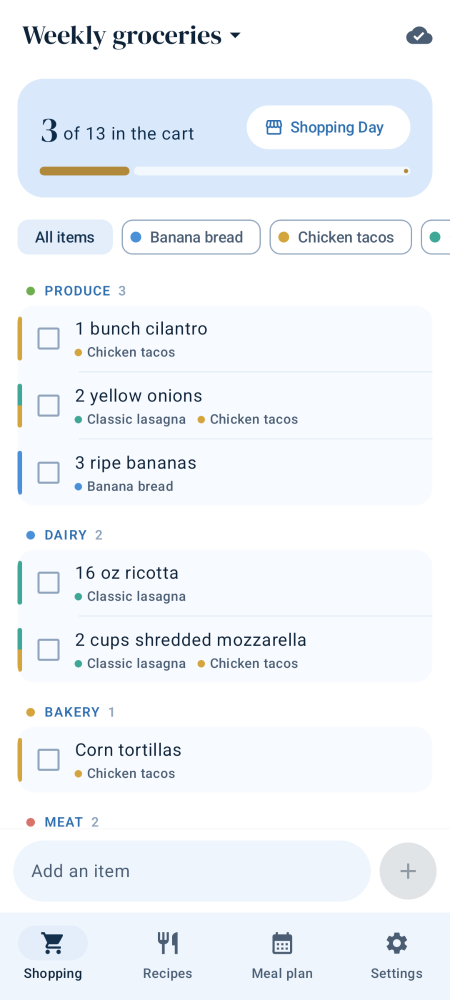 Weekly groceries
3 of 13 in the cart
Shopping Day
All items
Banana bread
Chicken tacos
PRODUCE 3
1 bunch cilantro
Chicken tacos
2 yellow onions
Classic lasagna Chicken tacos
3 ripe bananas
Banana bread
DAIRY 2
16 oz ricotta
Classic lasagna
2 cups shredded mozzarella
Classic lasagna Chicken tacos
BAKERY 1
Corn tortillas
Chicken tacos
MEAT 2
Add an item
Shopping
Recipes
Meal plan
Settings